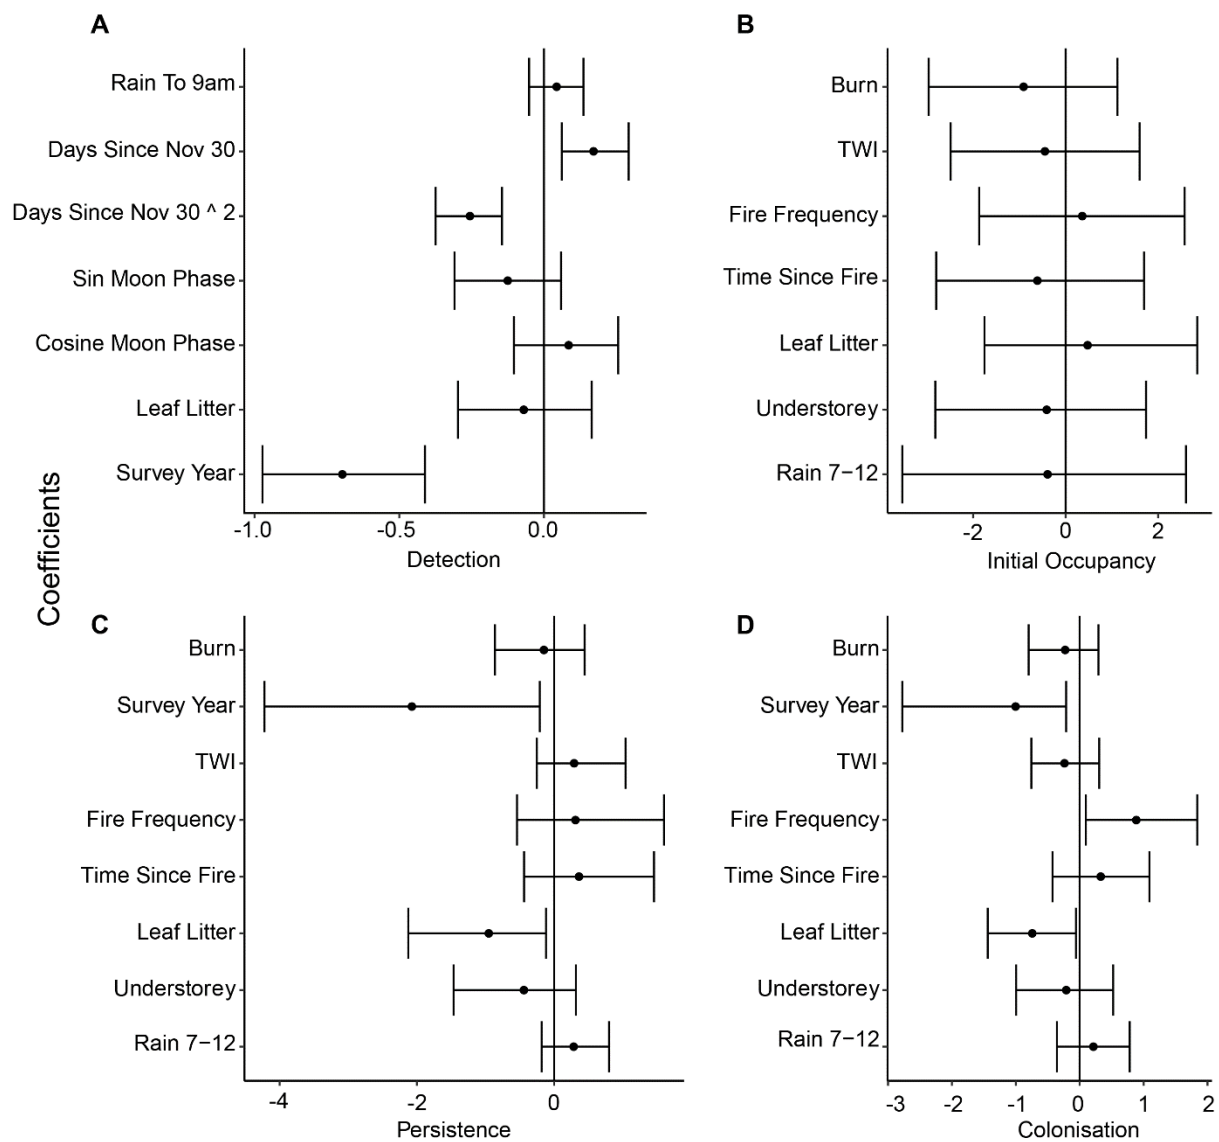 A
Rain To 9am
Days Since Nov 30
Days Since Nov 30 ^ 2
Sin Moon Phase
Cosine Moon Phase
Leaf Litter
Survey Year
-1.0 -0.5 0.0
Detection
B
Burn
TWI
Fire Frequency
Time Since Fire
Leaf Litter
Understorey
Rain 7−12
-2 0 2
Initial Occupancy
Coefficients
C
Burn
Survey Year
TWI
Fire Frequency
Time Since Fire
Leaf Litter
Understorey
Rain 7−12
-4 -2 0
Persistence
D
Burn
Survey Year
TWI
Fire Frequency
Time Since Fire
Leaf Litter
Understorey
Rain 7−12
-3 -2 -1 0 1 2
Colonisation